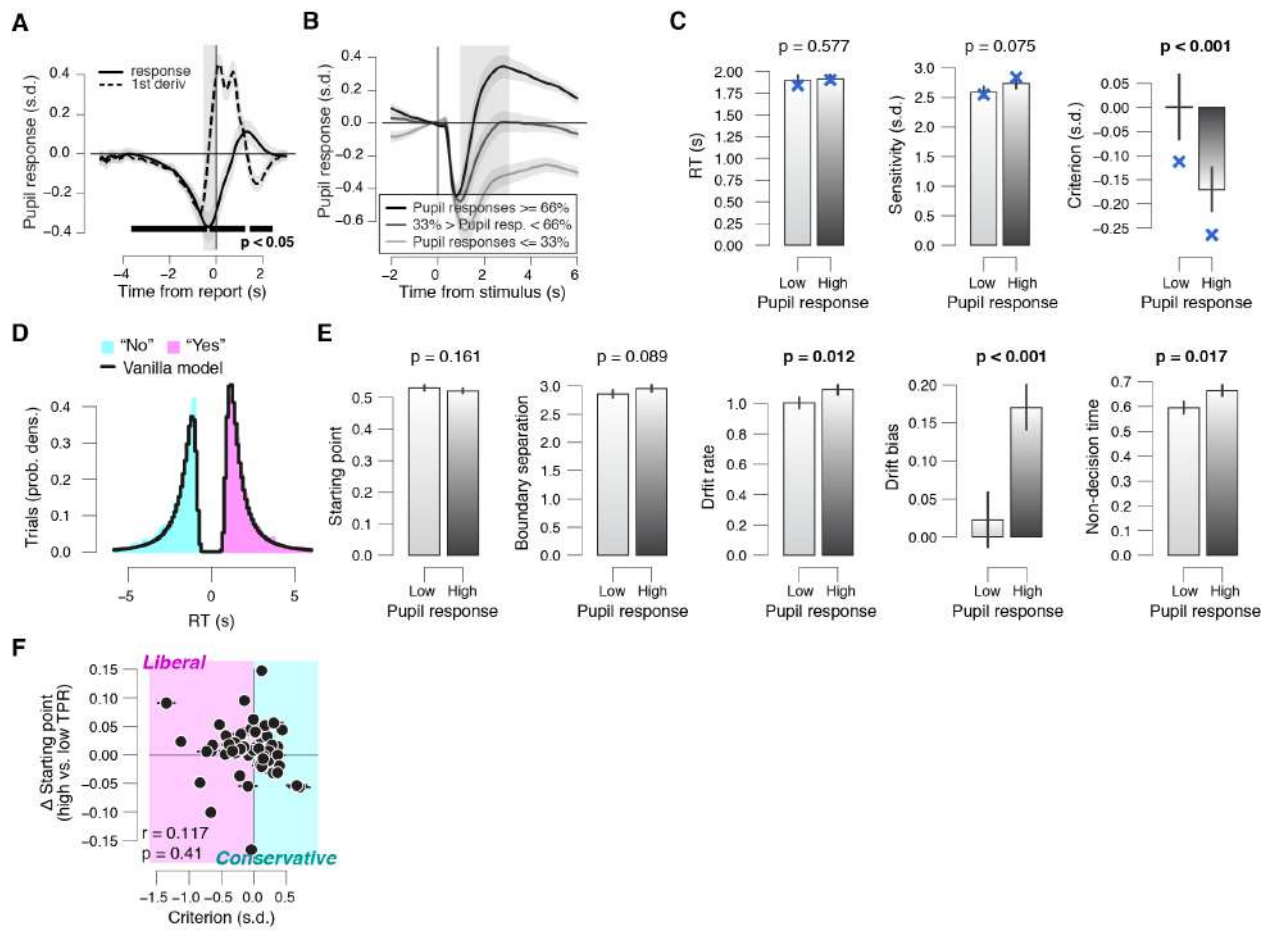 A
response
1st deriv
Pupil response (s.d.)
0.4
0.2
0.0
−0.2
−0.4
p < 0.05
−4 −2 0 2
Time from report (s)
B
Pupil response (s.d.)
0.4
0.2
0.0
−0.2
−0.4
−0.6
Pupil responses >= 66%
33% > Pupil resp. < 66%
Pupil responses <= 33%
−2 0 2 4 6
Time from stimulus (s)
C
p = 0.577
RT (s)
2.00
1.75
1.50
1.25
1.00
0.75
0.50
0.25
0.00
Low High
Pupil response
p = 0.075
Sensitivity (s.d.)
3.0
2.5
2.0
1.5
1.0
0.5
0.0
Low High
Pupil response
p < 0.001
Criterion (s.d.)
0.05
0.00
−0.05
−0.10
−0.15
−0.20
−0.25
Low High
Pupil response
D
“No” “Yes”
Vanilla model
Trials (prob. dens.)
0.4
0.3
0.2
0.1
0.0
−5 0 5
RT (s)
E
p = 0.161
Starting point
0.5
0.4
0.3
0.2
0.1
0.0
Low High
Pupil response
p = 0.089
Boundary separation
3.0
2.5
2.0
1.5
1.0
0.5
0.0
Low High
Pupil response
p = 0.012
Drfit rate
1.0
0.8
0.6
0.4
0.2
0.0
Low High
Pupil response
p < 0.001
Drift bias
0.20
0.15
0.10
0.05
0.00
Low High
Pupil response
p = 0.017
Non-decision time
0.7
0.6
0.5
0.4
0.3
0.2
0.1
0.0
Low High
Pupil response
F
Liberal
Δ Starting point
(high vs. low TPR)
0.15
0.10
0.05
0.00
−0.05
−0.10
−0.15
r = 0.117
p = 0.41
Conservative
−1.5 −1.0 −0.5 0.0 0.5
Criterion (s.d.)